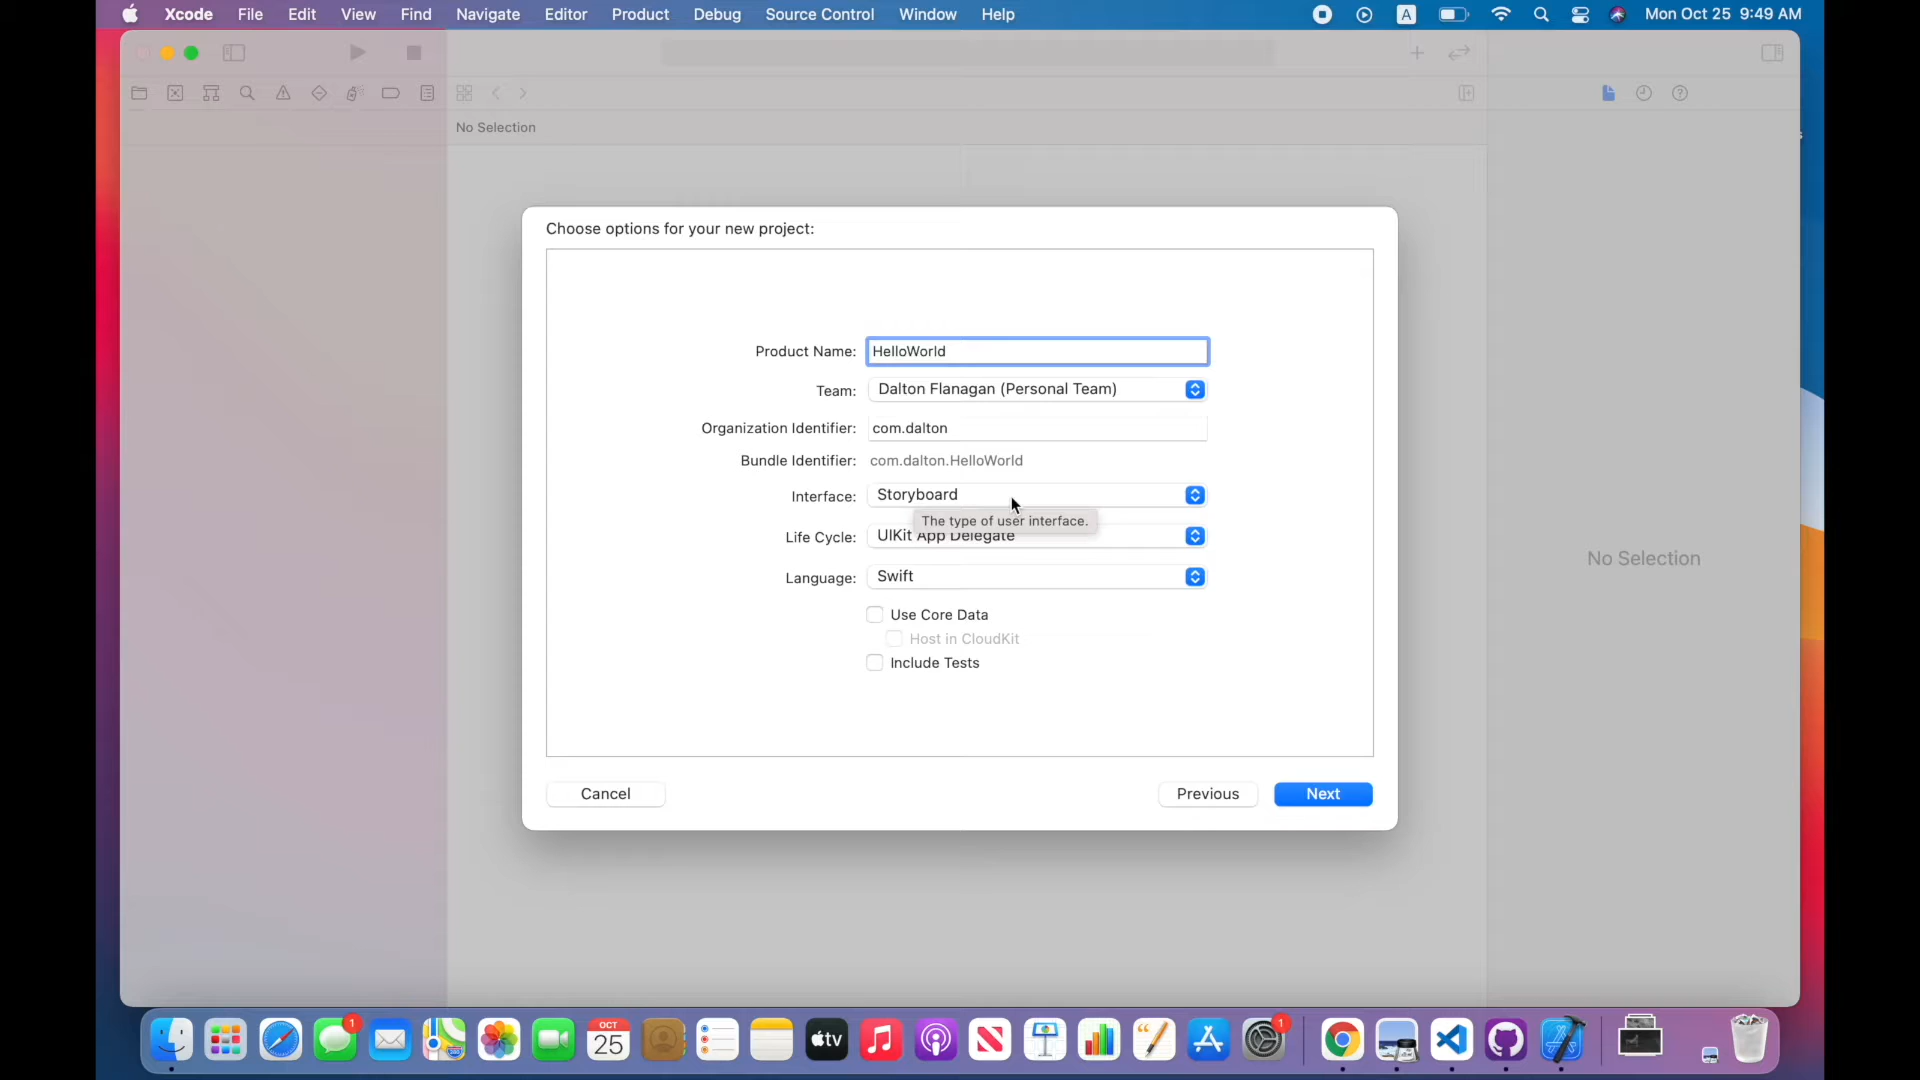 Xcode File Edit View Find Navigate Editor Product Debug Source Control Window Help A Mon Oct 25 9:49 AM
No Selection
Choose options for your new project:
Product Name: HelloWorld
Team: Dalton Flanagan (Personal Team)
Organization Identifier: com.dalton
Bundle Identifier: com.dalton.HelloWorld
Interface: Storyboard
The type of user interface.
Life Cycle: UIKit App Delegate
No Selection
Language: Swift
Use Core Data
Host in CloudKit
Include Tests
Cancel Previous Next
1 OCT 25 tv 1